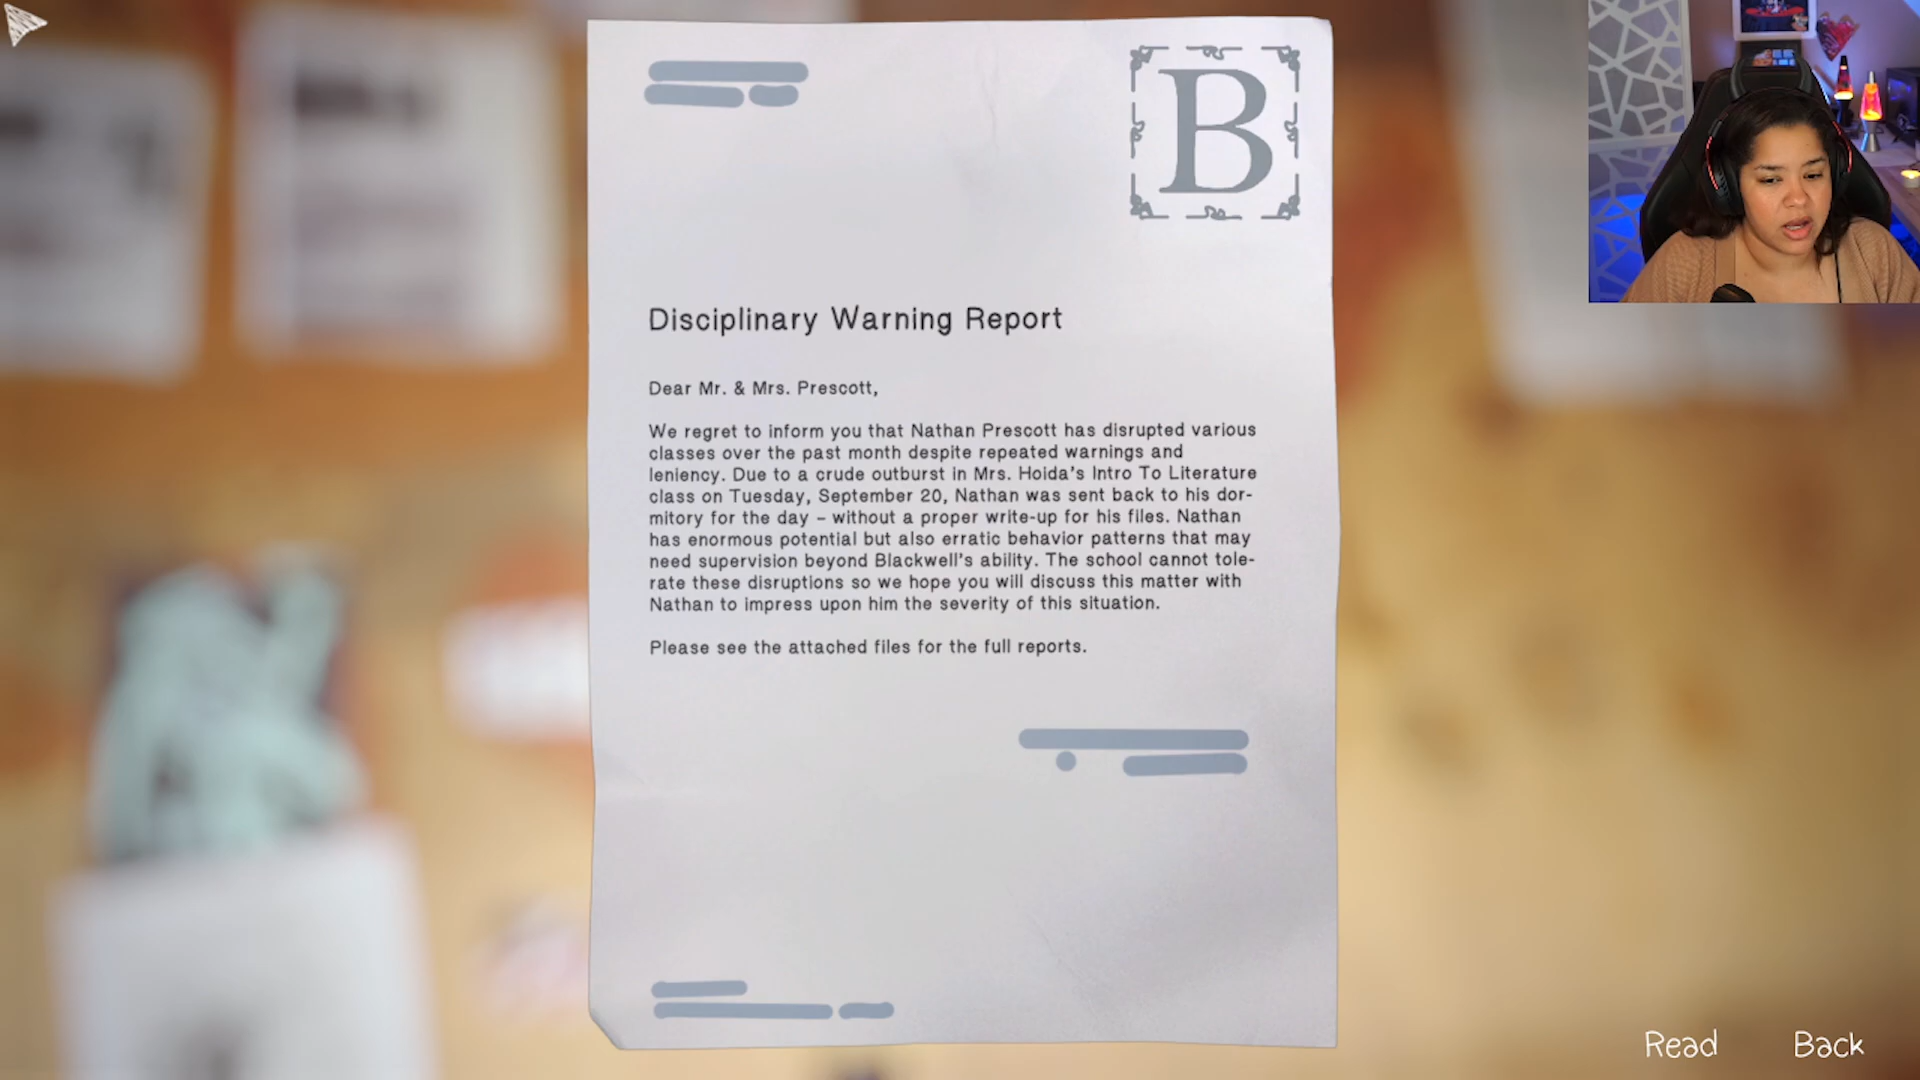 B
Disciplinary Warning Report
Dear Mr. & Mrs. Prescott,
We regret to inform you that Nathan Prescott has disrupted various
classes over the past month despite repeated warnings and
leniency. Due to a crude outburst in Mrs. Hoida's Intro To Literature
class on Tuesday, September 20, Nathan was sent back to his dor-
mitory for the day – without a proper write-up for his files. Nathan
has enormous potential but also erratic behavior patterns that may
need supervision beyond Blackwell's ability. The school cannot tole-
rate these disruptions so we hope you will discuss this matter with
Nathan to impress upon him the severity of this situation.
Please see the attached files for the full reports.
Read Back